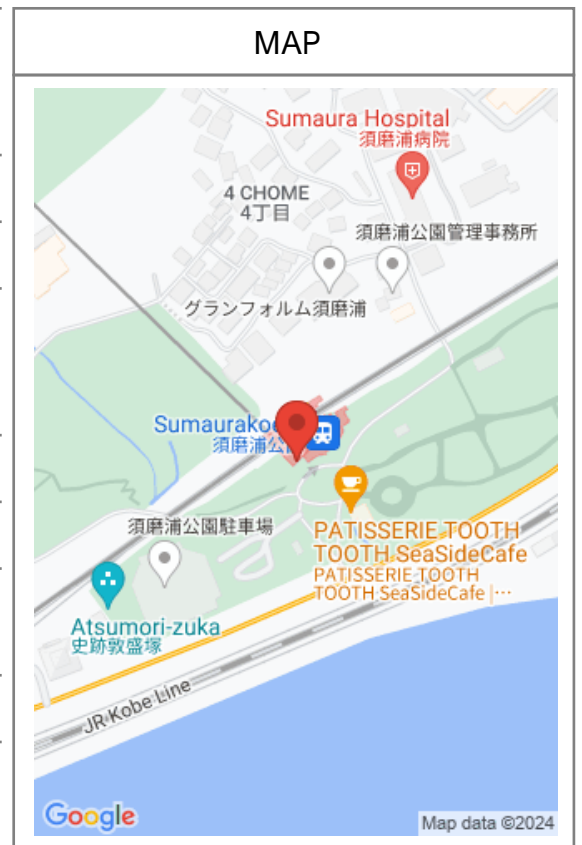 MAP
Sumaura Hospital
須磨浦病院
4 CHOME
4丁目
須磨浦公園管理事務所
グランフォルム須磨浦
Sumaurako
須磨浦公
須磨浦公園駐車場
PATISSERIE TOOTH
TOOTH SeaSideCafe
PATISSERIE TOOTH
TOOTH SeaSideCafe |…
Atsumori-zuka
史跡敦盛塚
JR Kobe Line
Google
Map data ©2024